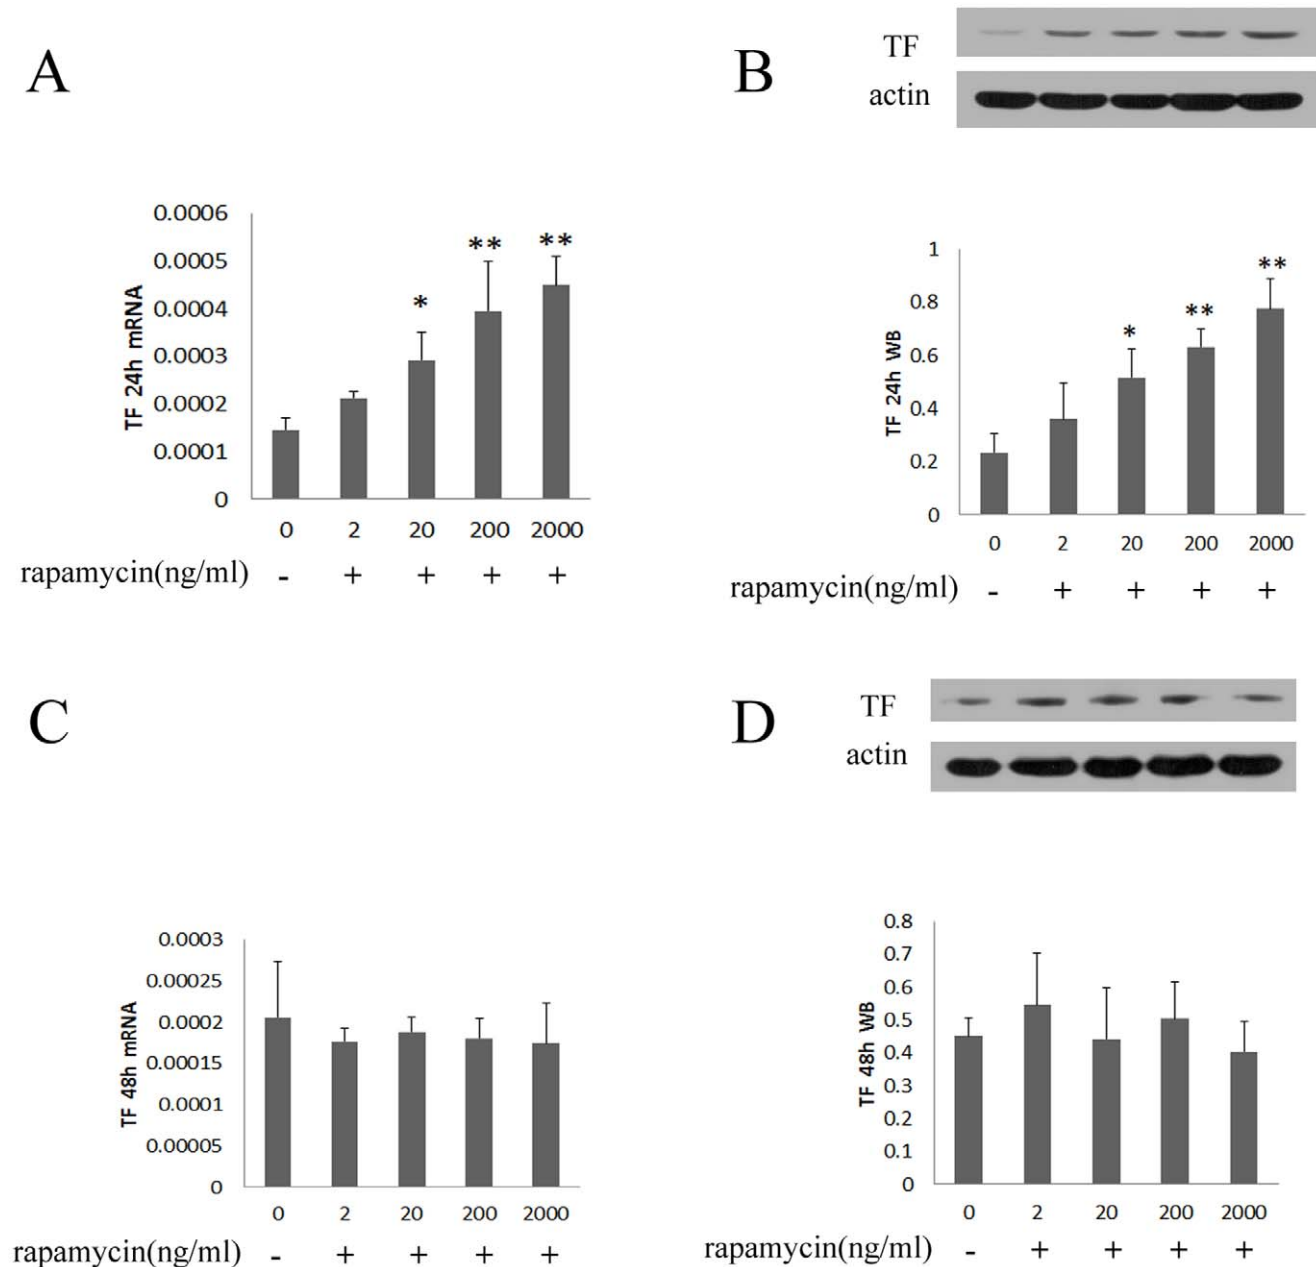 A
TF 24h mRNA
0.0006
0.0005
0.0004
0.0003
0.0002
0.0001
0
*
**
**
0 2 20 200 2000
rapamycin(ng/ml) - + + + +
B
TF
actin
TF 24h WB
1
0.8
0.6
0.4
0.2
0
*
**
**
0 2 20 200 2000
rapamycin(ng/ml) - + + + +
C
TF 48h mRNA
0.0003
0.00025
0.0002
0.00015
0.0001
0.00005
0
0 2 20 200 2000
rapamycin(ng/ml) - + + + +
D
TF
actin
TF 48h WB
0.8
0.7
0.6
0.5
0.4
0.3
0.2
0.1
0
0 2 20 200 2000
rapamycin(ng/ml) - + + + +